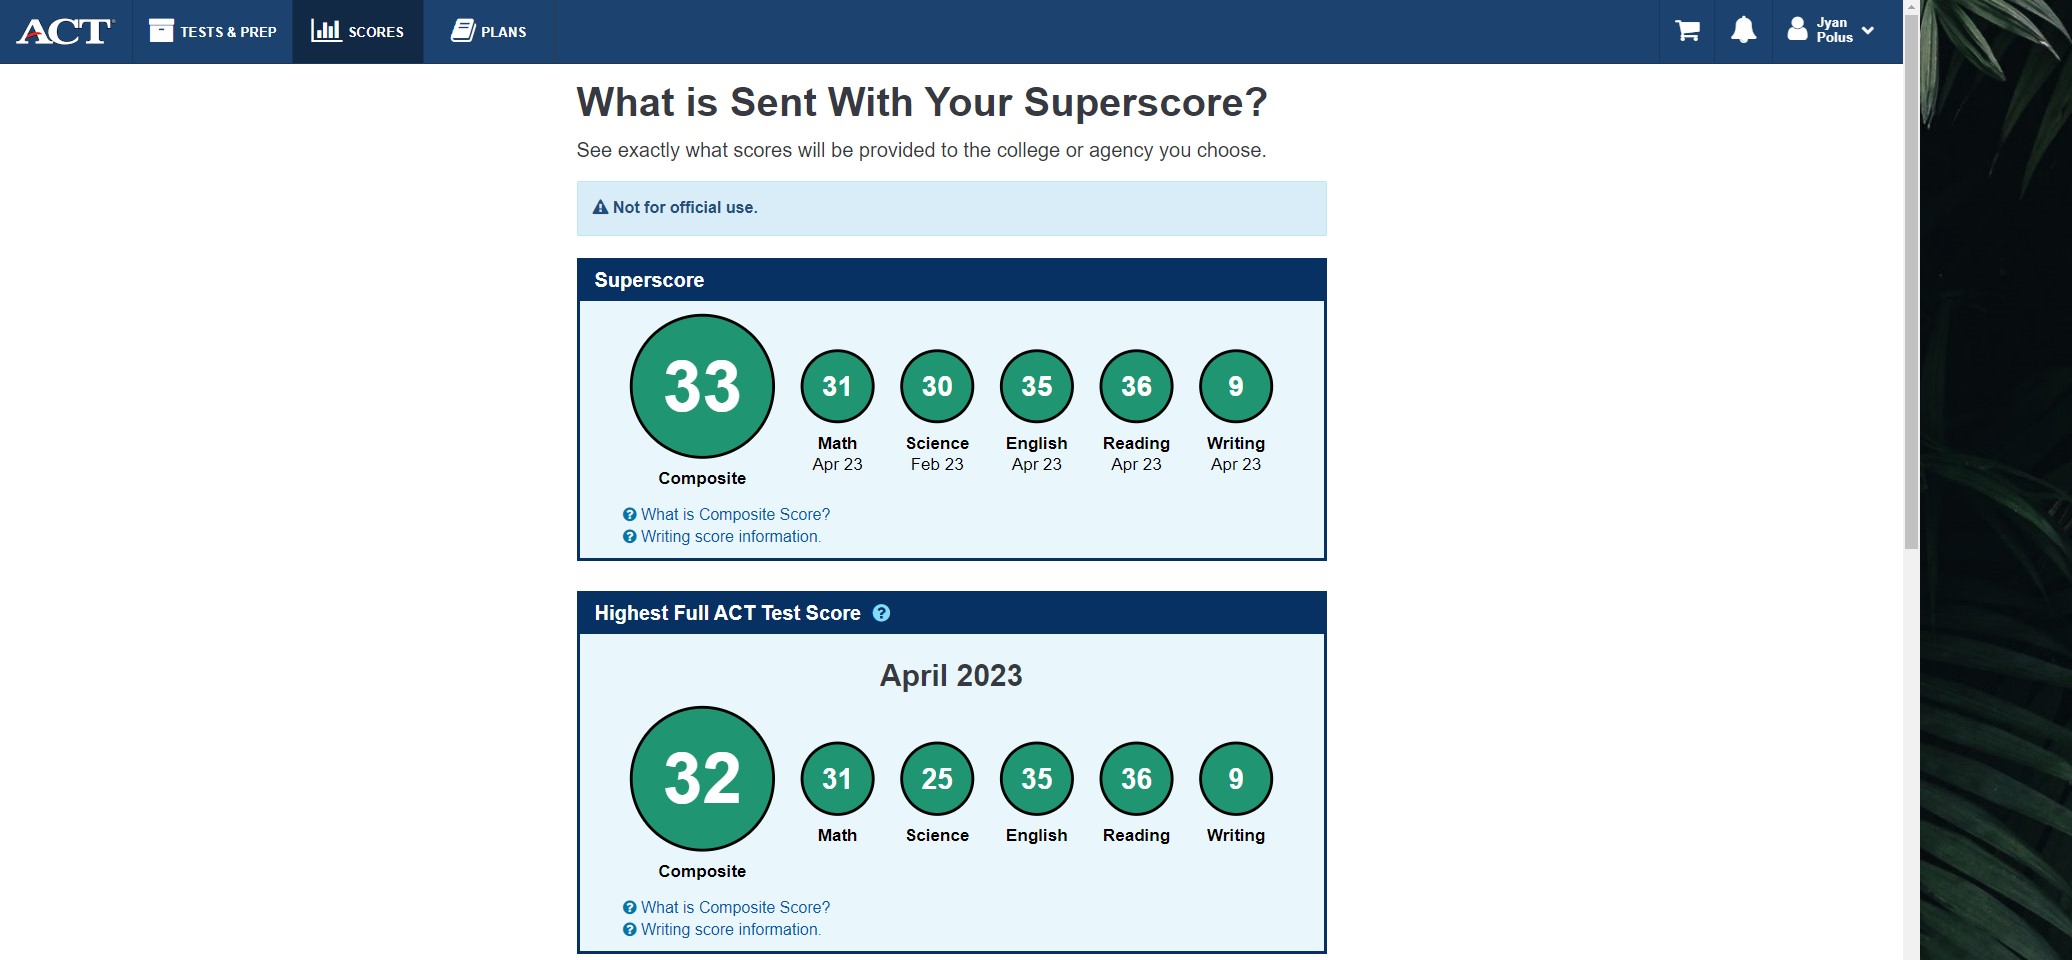 ACT
TESTS & PREP
SCORES
PLANS
Jyan
Polus
What is Sent With Your Superscore?
See exactly what scores will be provided to the college or agency you choose.
Not for official use.
Superscore
33
31
30
35
36
9
Math
Science
English
Reading
Writing
Apr 23
Feb 23
Apr 23
Apr 23
Apr 23
Composite
What is Composite Score?
Writing score information.
Highest Full ACT Test Score
April 2023
32
31
25
35
36
9
Math
Science
English
Reading
Writing
Composite
What is Composite Score?
Writing score information.